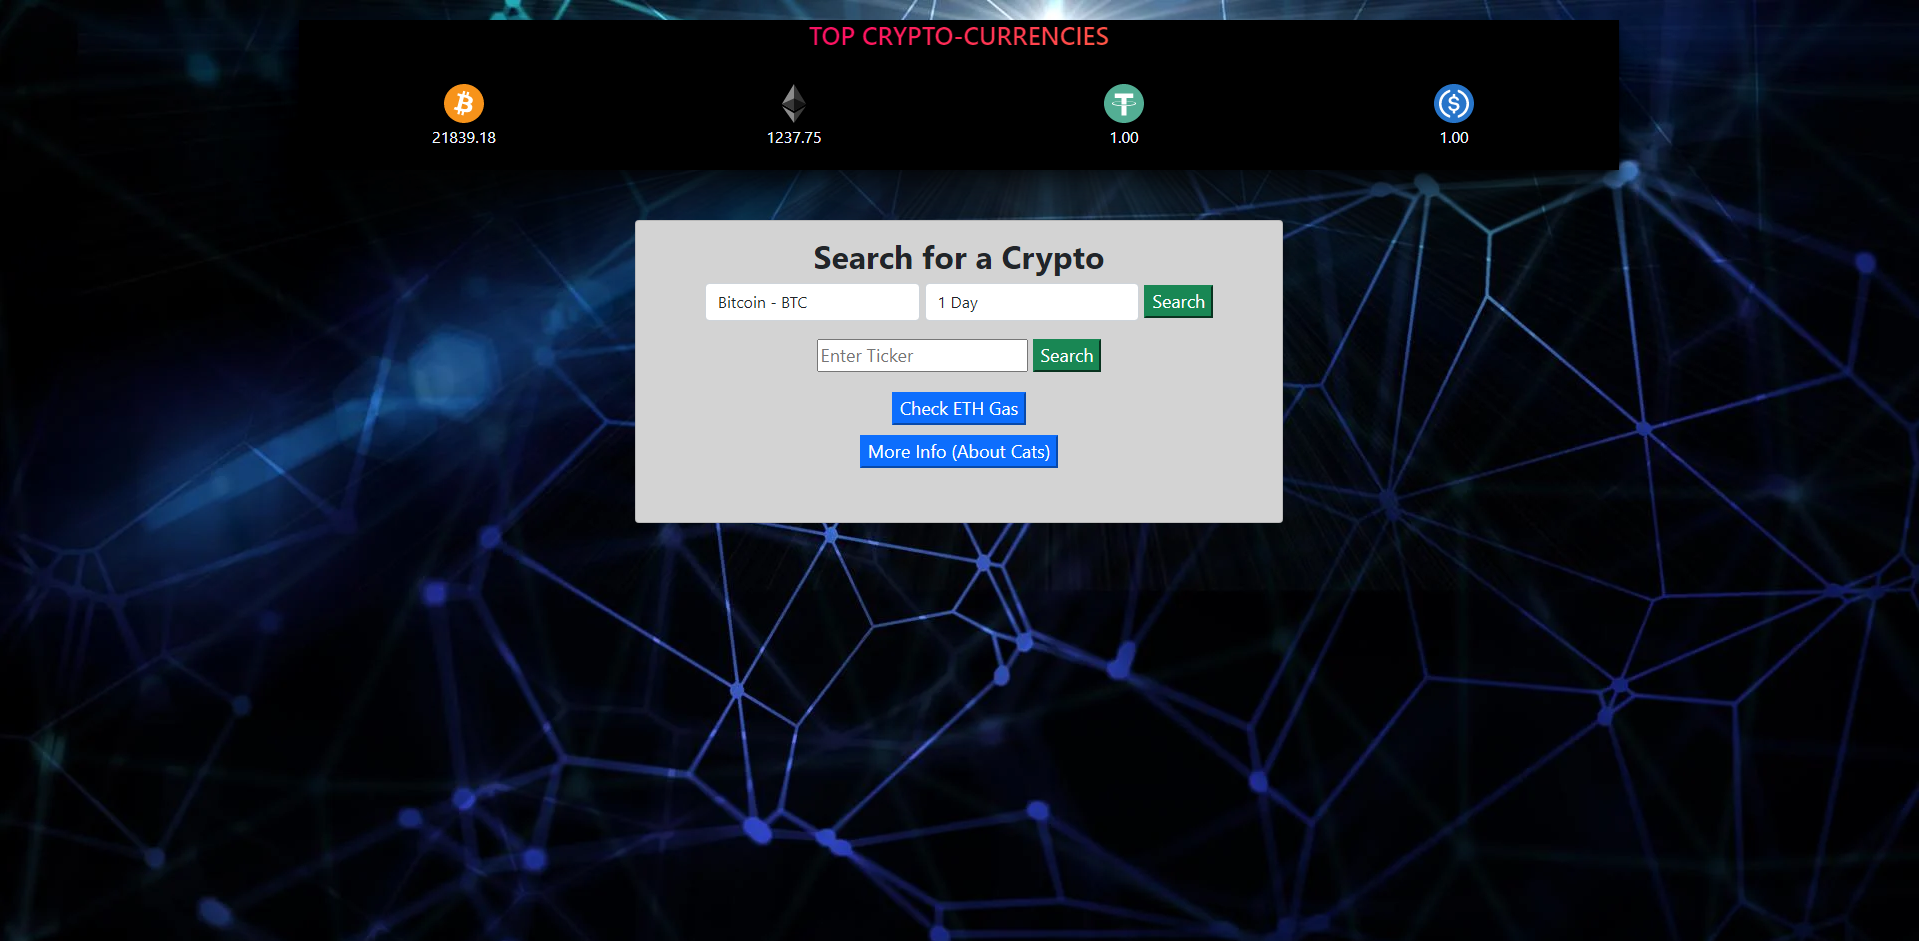 TOP CRYPTO-CURRENCIES
21839.18 1237.75 1.00 1.00
Search for a Crypto
Bitcoin - BTC 1 Day Search
Enter Ticker Search
Check ETH Gas
More Info (About Cats)